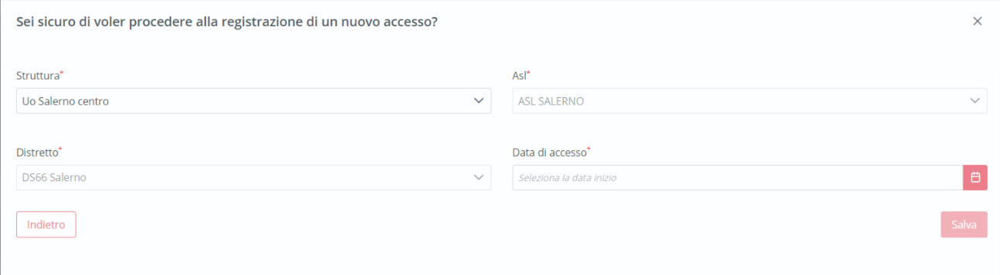 Sei sicuro di voler procedere alla registrazione di un nuovo accesso?
Struttura*
Asl*
Uo Salerno centro
ASL SALERNO
Distretto*
Data di accesso*
DS66 Salerno
Seleziona la data inizio
Indietro
Salva